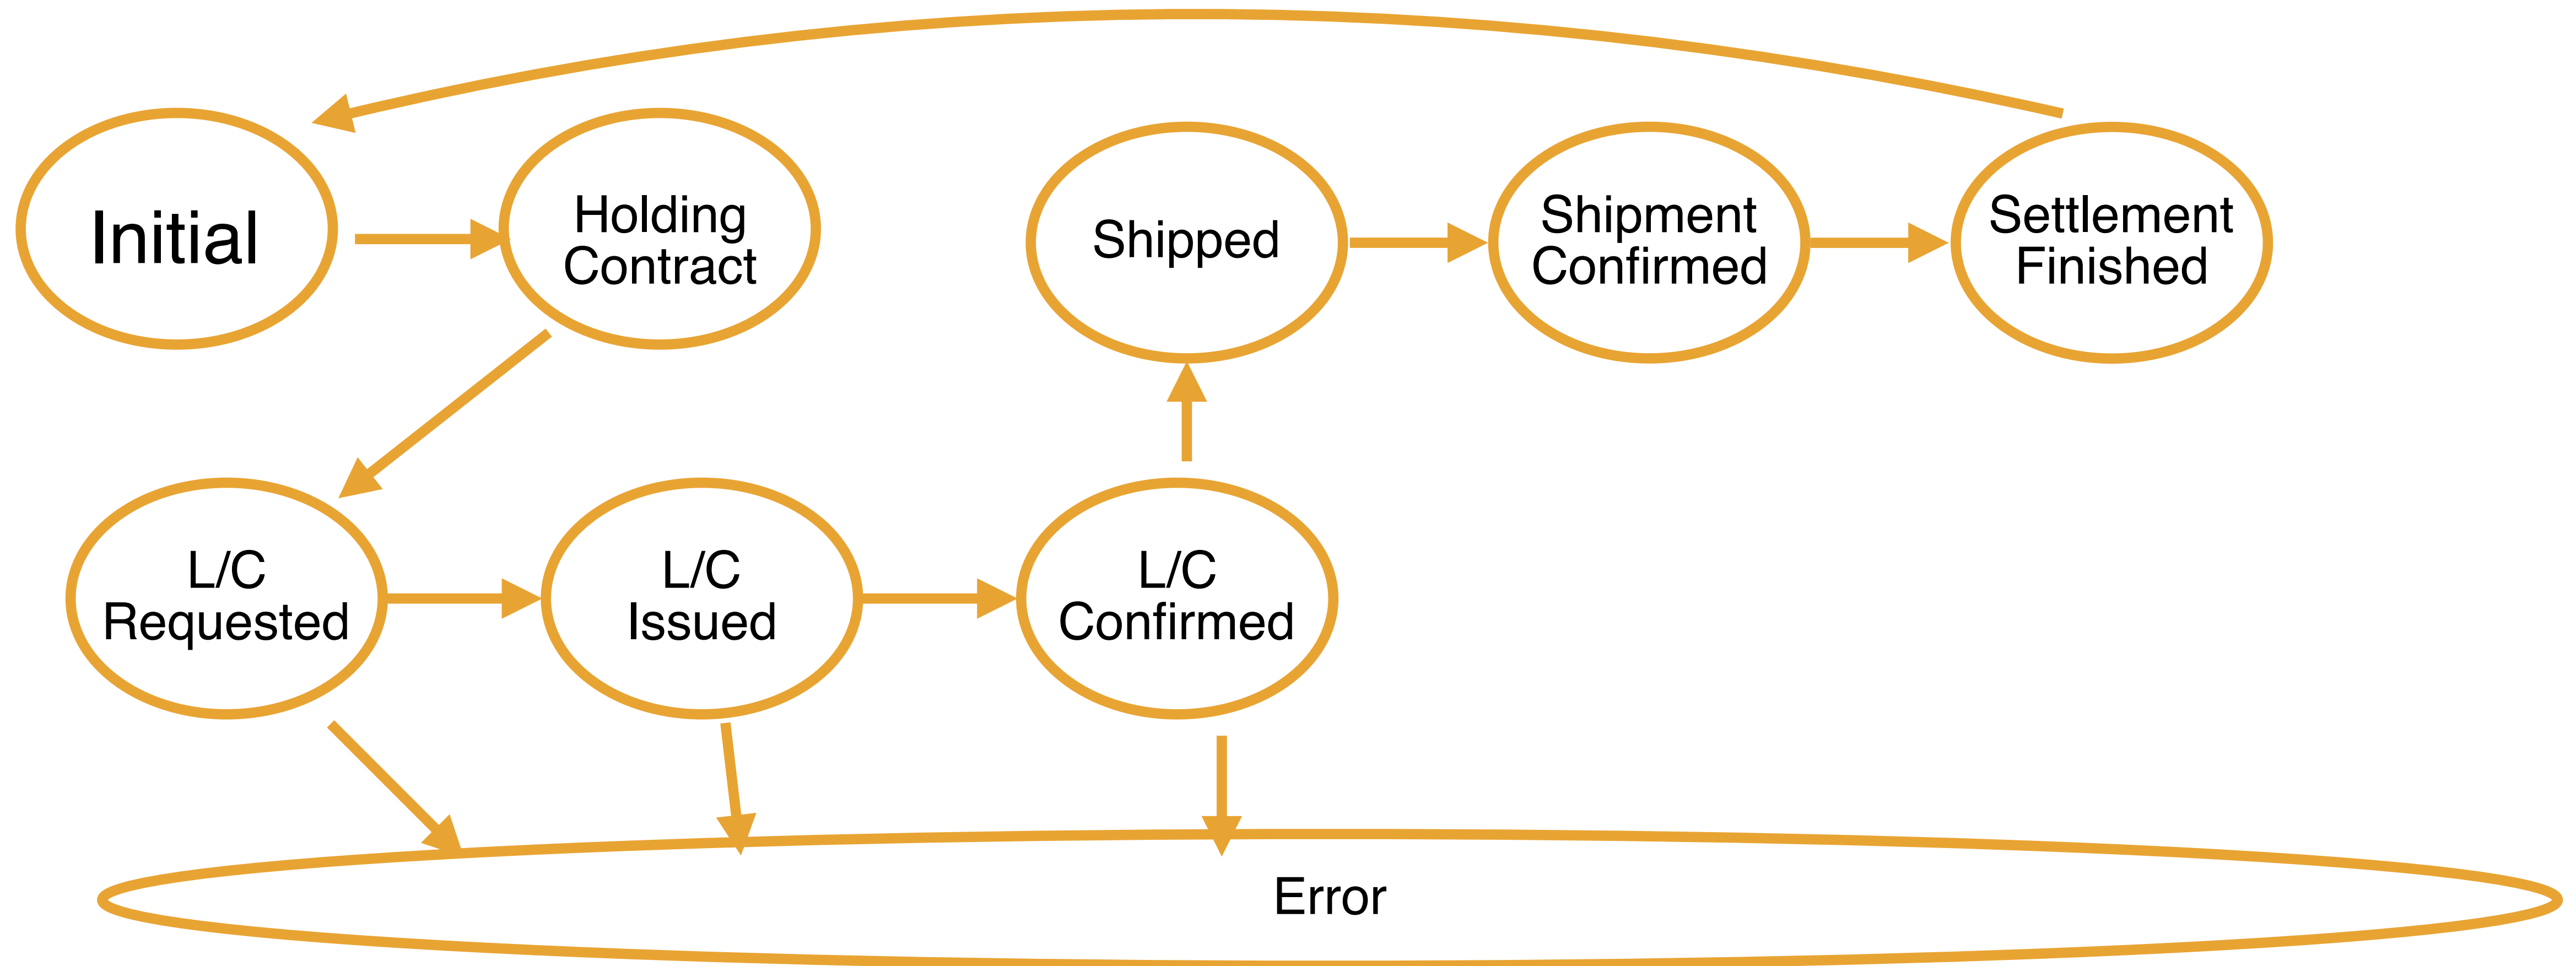 Initial
Holding
Contract
Shipped
Shipment
Confirmed
Settlement
Finished
L/C
Requested
L/C
Issued
L/C
Confirmed
Error